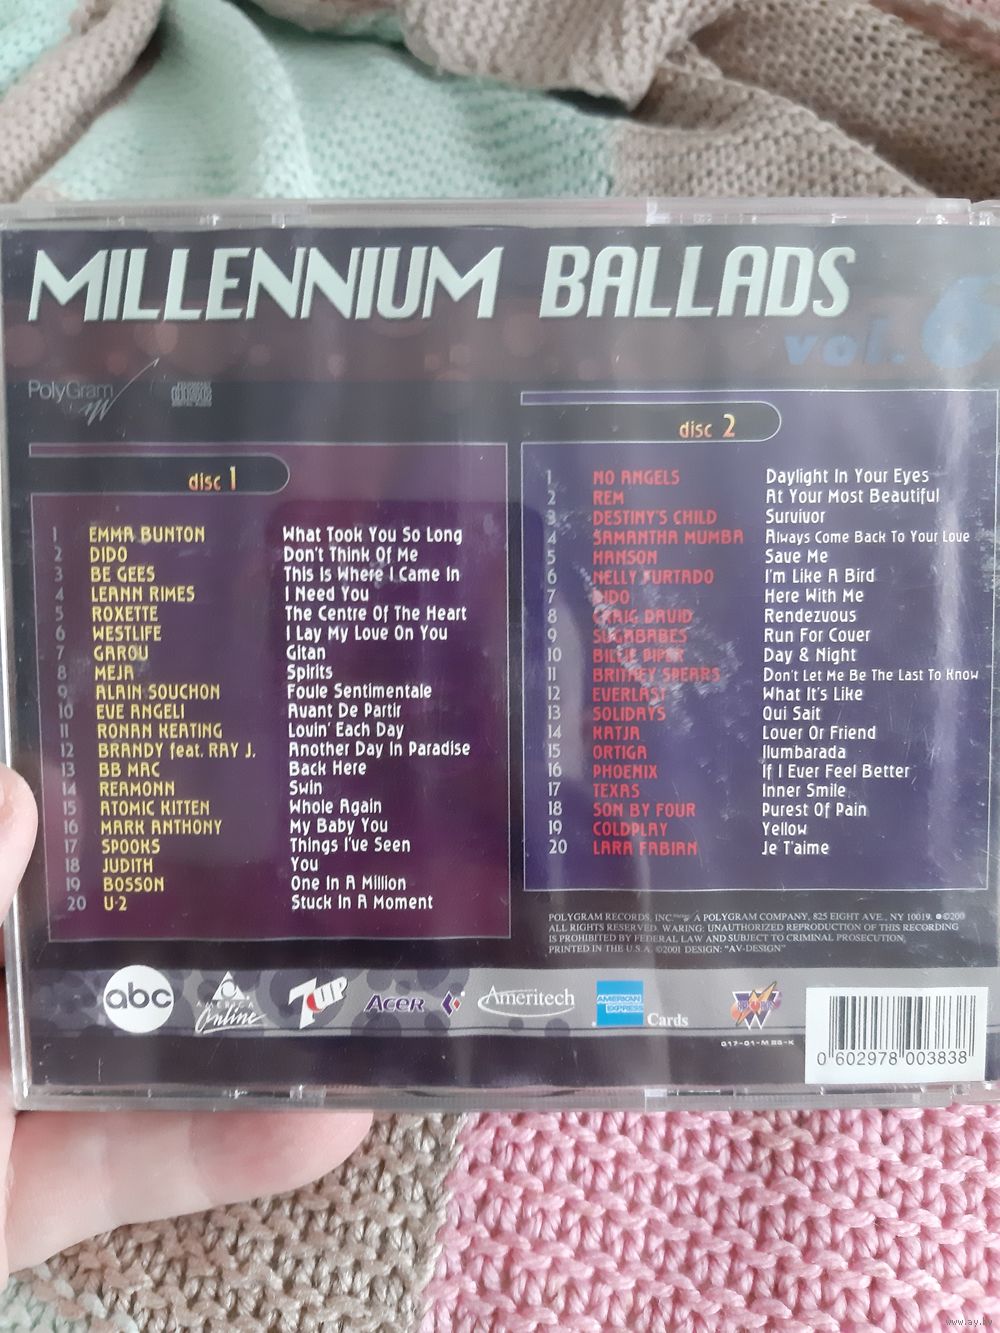 MILLENNIUM BALLADS
vol. 6
PolyGram
disc 1
1 EMMA BUNTON What Took You So Long
2 DIDO Don't Think Of Me
3 BE GEES This Is Where I Came In
4 LEANN RIMES I Need You
5 ROXETTE The Centre Of The Heart
6 WESTLIFE I Lay My Love On You
7 GAROU Gitan
8 MEJA Spirits
9 ALAIN SOUCHON Foule Sentimentale
10 EVE ANGELI Avant De Partir
11 RONAN KEATING Lovin' Each Day
12 BRANDY feat. RAY J. Another Day In Paradise
13 BB MAC Back Here
14 REAMONN Swin
15 ATOMIC KITTEN Whole Again
16 MARK ANTHONY My Baby You
17 SPOOKS Things I've Seen
18 JUDITH You
19 BOSSON One In A Million
20 U-2 Stuck In A Moment
disc 2
1 NO ANGELS Daylight In Your Eyes
2 REM At Your Most Beautiful
3 DESTINY'S CHILD Survivor
4 SAMANTHA MUMBA Always Come Back To Your Love
5 HANSON Save Me
6 NELLY FURTADO I'm Like A Bird
7 DIDO Here With Me
8 CRAIG DAVID Rendezuous
9 SUGABABES Run For Cover
10 BILLIE PIPER Day & Night
11 BRITNEY SPEARS Don't Let Me Be The Last To Know
12 EVERLAST What It's Like
13 SOLIDAYS Qui Sait
14 KATJA Lover Or Friend
15 ORTIGA Ilumbarada
16 PHOENIX If I Ever Feel Better
17 TEXAS Inner Smile
18 SON BY FOUR Purest Of Pain
19 COLDPLAY Yellow
20 LARA FABIAN Je T'aime
POLYGRAM RECORDS, INC. A POLYGRAM COMPANY, 825 EIGHT AVE., NY 10019. ℗©200
ALL RIGHTS RESERVED. WARING: UNAUTHORIZED REPRODUCTION OF THIS RECORDING
IS PROHIBITED BY FEDERAL LAW AND SUBJECT TO CRIMINAL PROSECUTION.
PRINTED IN THE U.S.A. ©2001 DESIGN: "AV-DESIGN"
abc
AMERICA Online
7UP
ACER
Ameritech
AMERICAN EXPRESS Cards
0 602978 003838
www.ay.by